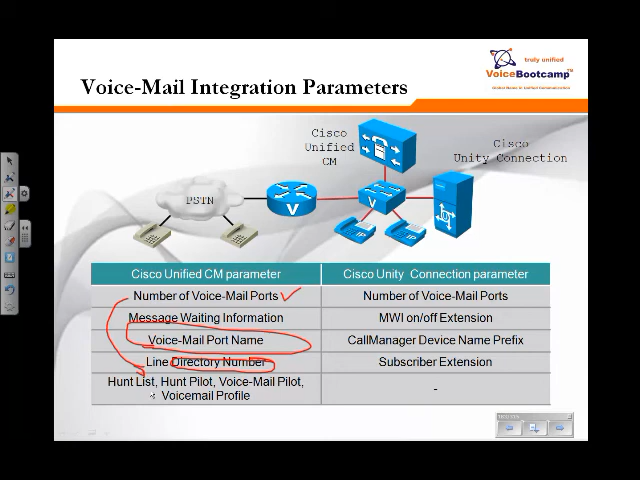 truly unified
VoiceBootcamp™
Voice-Mail Integration Parameters
Cisco
Unified
CM
Cisco
Unity Connection
PSTN
V
V
IP
IP
Cisco Unified CM parameter
Cisco Unity Connection parameter
Number of Voice-Mail Ports
Number of Voice-Mail Ports
Message Waiting Information
MWI on/off Extension
Voice-Mail Port Name
CallManager Device Name Prefix
Line Directory Number
Subscriber Extension
Hunt List, Hunt Pilot, Voice-Mail Pilot,
Voicemail Profile
-